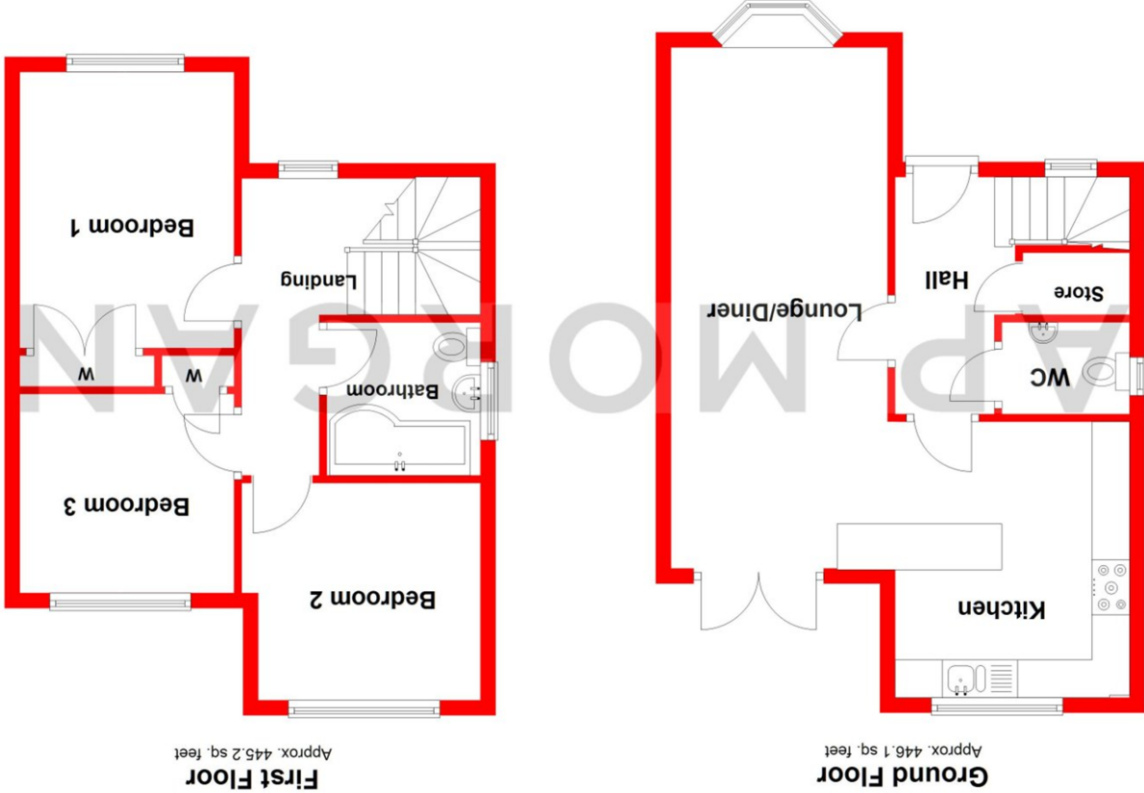 Ground Floor
Approx. 446.1 sq. feet
Kitchen
WC
Store
Hall
Lounge/Diner
First Floor
Approx. 445.2 sq. feet
Bedroom 2
Bedroom 3
Bathroom
W
W
Landing
Bedroom 1
AP MORGAN